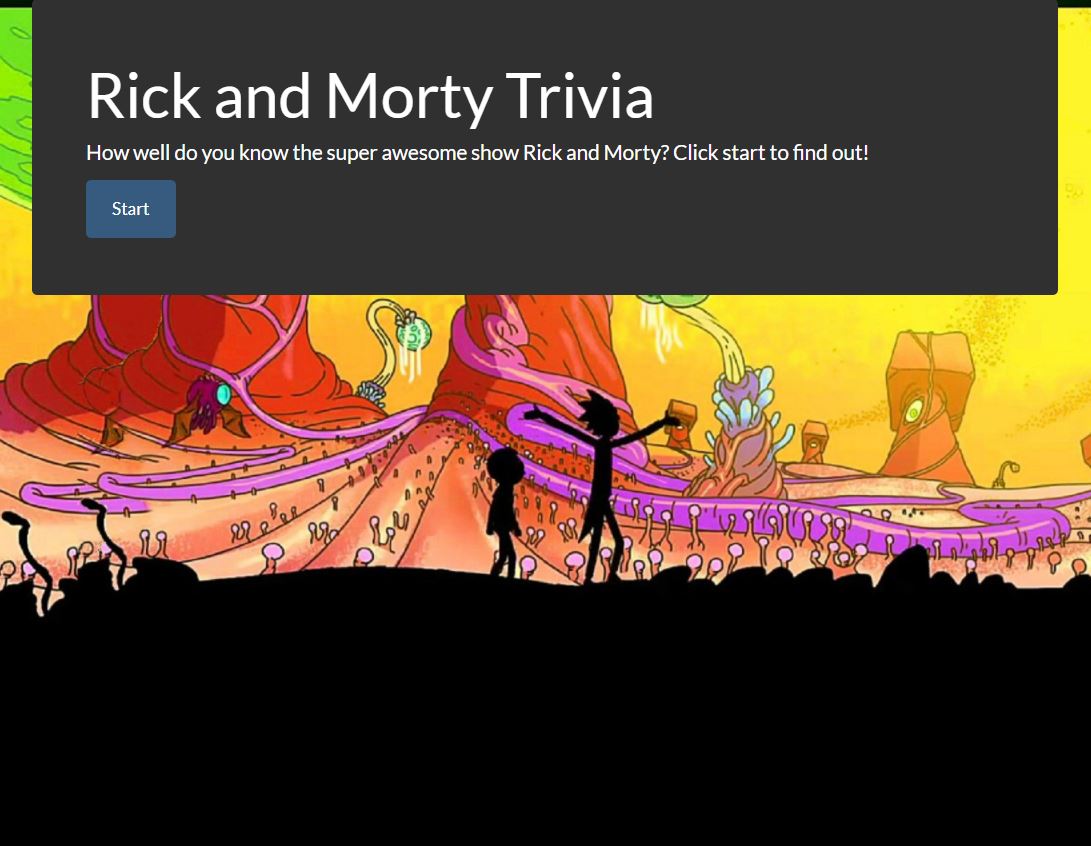 Rick and Morty Trivia
How well do you know the super awesome show Rick and Morty? Click start to find out!
Start